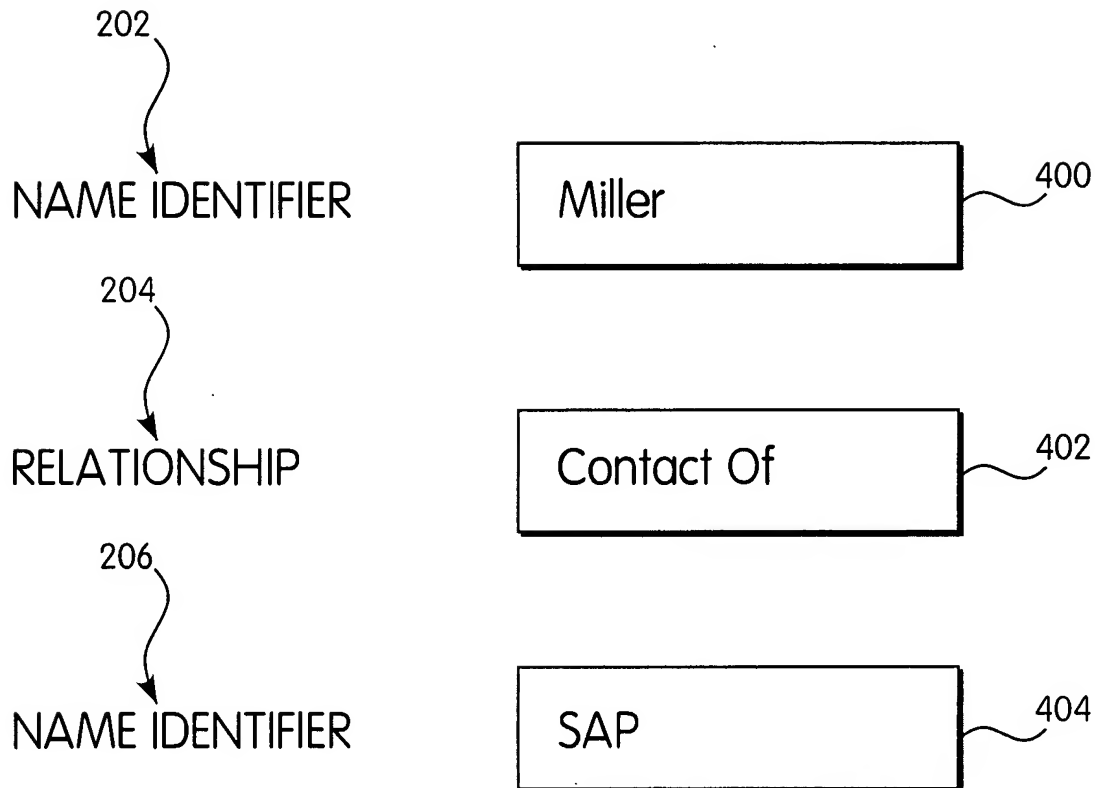 202
NAME IDENTIFIER Miller 400
204
RELATIONSHIP Contact Of 402
206
NAME IDENTIFIER SAP 404